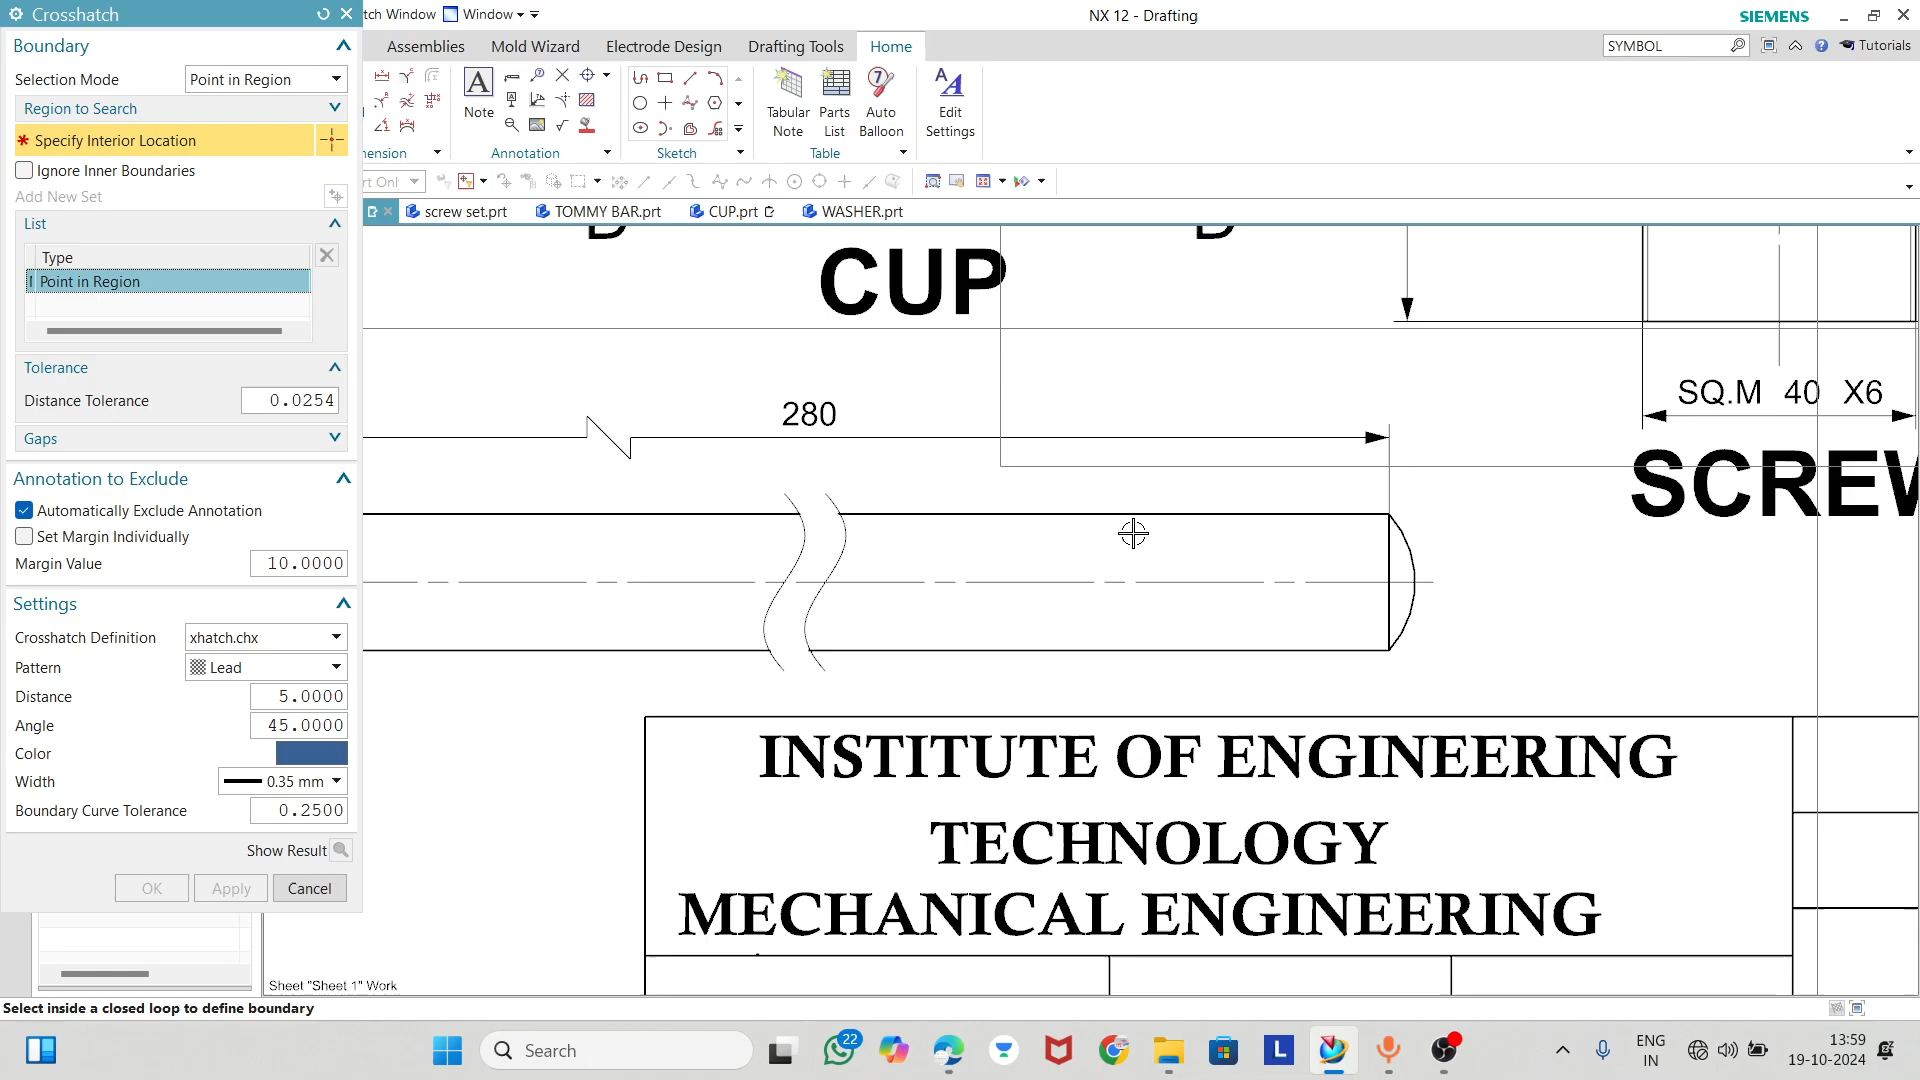 Crosshatch
tch Window
Window
NX 12 - Drafting
SIEMENS
Boundary
Assemblies
Mold Wizard
Electrode Design
Drafting Tools
Home
SYMBOL
Tutorials
Selection Mode
Point in Region
Region to Search
Specify Interior Location
Ignore Inner Boundaries
Add New Set
List
Type
Point in Region
Tolerance
Distance Tolerance
0.0254
Gaps
Annotation to Exclude
Automatically Exclude Annotation
Set Margin Individually
Margin Value
10.0000
Settings
Crosshatch Definition
xhatch.chx
Pattern
Lead
Distance
5.0000
Angle
45.0000
Color
Width
0.35 mm
Boundary Curve Tolerance
0.2500
Show Result
OK
Apply
Cancel
A
Note
Tabular
Note
Parts
List
Auto
Balloon
Edit
Settings
mension
Annotation
Sketch
Table
rt Onl
screw set.prt
TOMMY BAR.prt
CUP.prt
WASHER.prt
CUP
280
SQ.M 40 X6
SCREW
INSTITUTE OF ENGINEERING
TECHNOLOGY
MECHANICAL ENGINEERING
Sheet "Sheet 1" Work
Select inside a closed loop to define boundary
Search
22
L
ENG
IN
13:59
19-10-2024